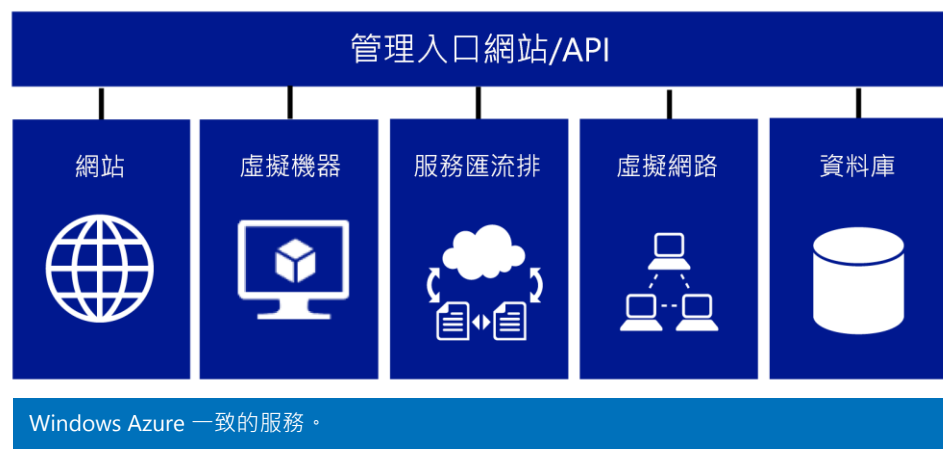 管理入口網站/API
網站
虛擬機器
服務匯流排
虛擬網路
資料庫
Windows Azure 一致的服務。